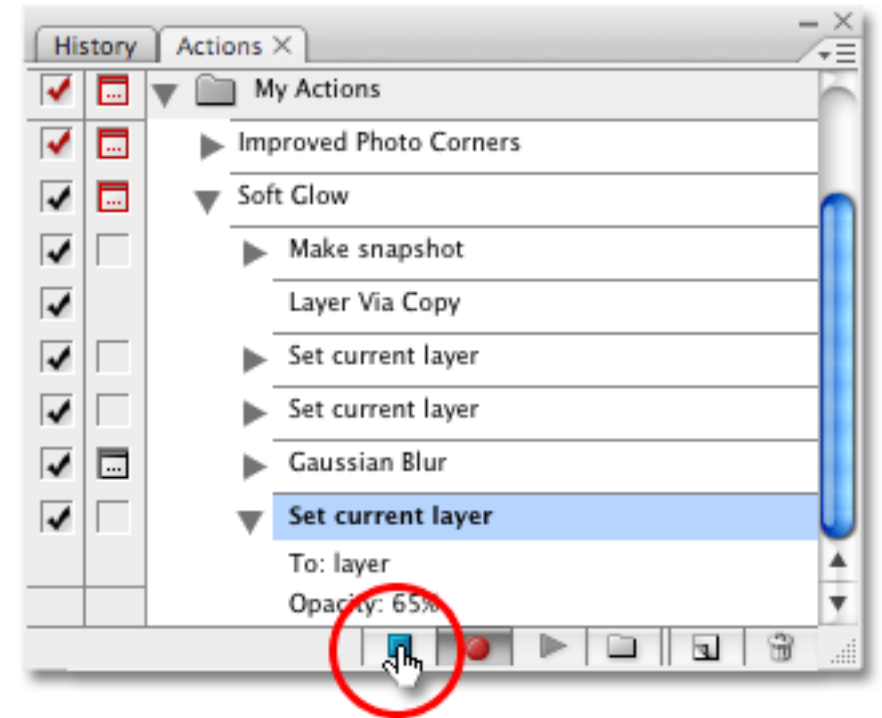 History Actions
My Actions
Improved Photo Corners
Soft Glow
Make snapshot
Layer Via Copy
Set current layer
Set current layer
Gaussian Blur
Set current layer
To: layer
Opacity: 65%